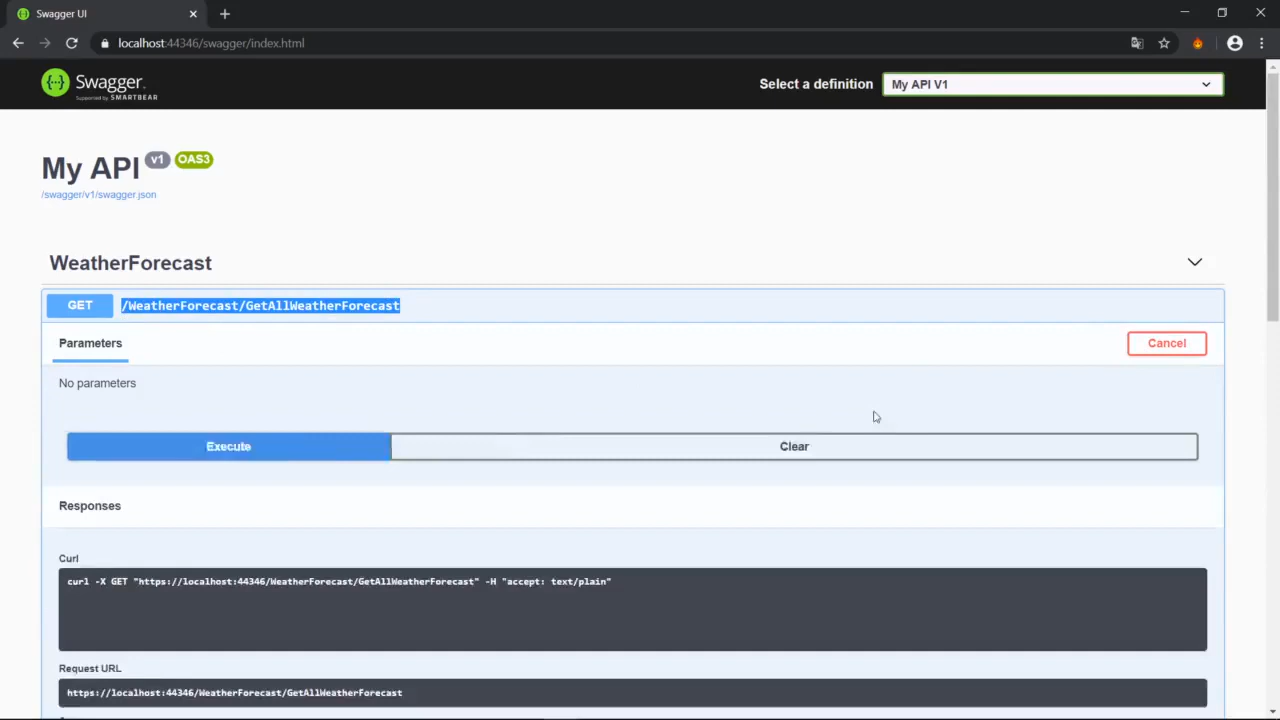 Swagger UI
localhost:44346/swagger/index.html
Swagger
Supported by SMARTBEAR
Select a definition
My API V1
My API v1 OAS3
/swagger/v1/swagger.json
WeatherForecast
GET /WeatherForecast/GetAllWeatherForecast
Parameters
Cancel
No parameters
Execute
Clear
Responses
Curl
curl -X GET "https://localhost:44346/WeatherForecast/GetAllWeatherForecast" -H "accept: text/plain"
Request URL
https://localhost:44346/WeatherForecast/GetAllWeatherForecast